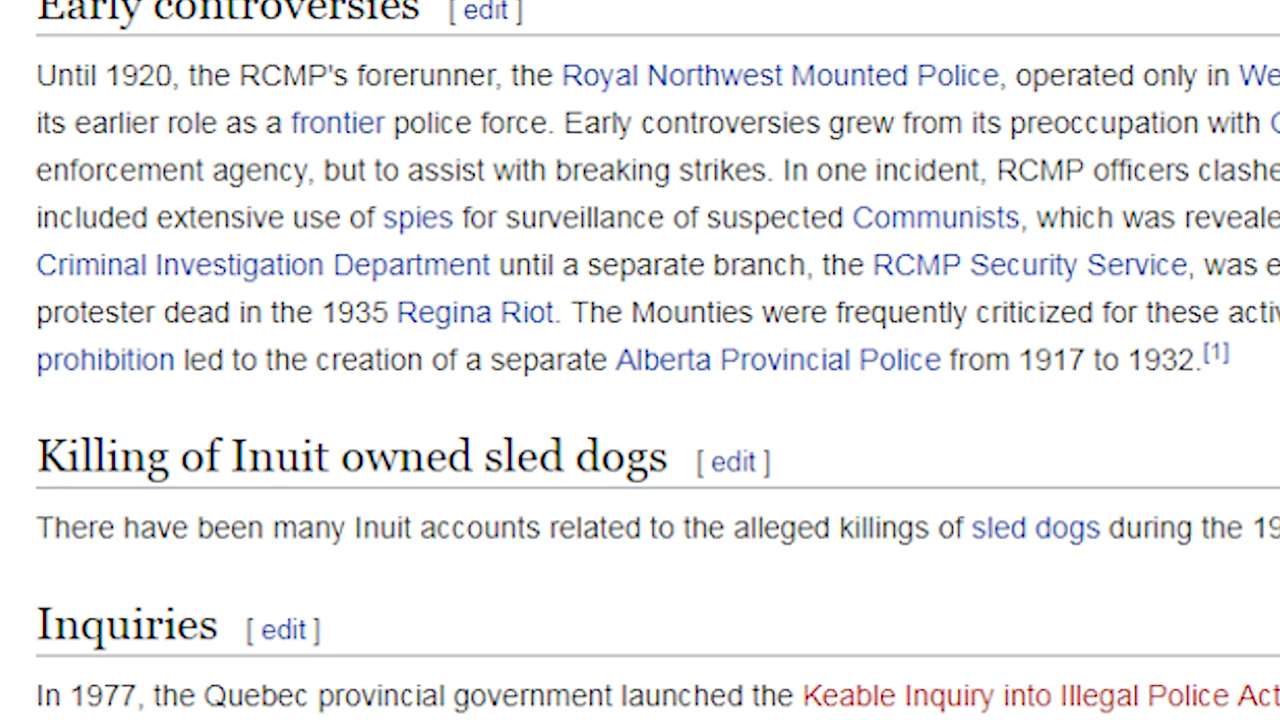 Early controversies [ edit ]
Until 1920, the RCMP's forerunner, the Royal Northwest Mounted Police, operated only in We
its earlier role as a frontier police force. Early controversies grew from its preoccupation with
enforcement agency, but to assist with breaking strikes. In one incident, RCMP officers clashe
included extensive use of spies for surveillance of suspected Communists, which was reveale
Criminal Investigation Department until a separate branch, the RCMP Security Service, was e
protester dead in the 1935 Regina Riot. The Mounties were frequently criticized for these activ
prohibition led to the creation of a separate Alberta Provincial Police from 1917 to 1932.[1]
Killing of Inuit owned sled dogs [ edit ]
There have been many Inuit accounts related to the alleged killings of sled dogs during the 19
Inquiries [ edit ]
In 1977, the Quebec provincial government launched the Keable Inquiry into Illegal Police Act